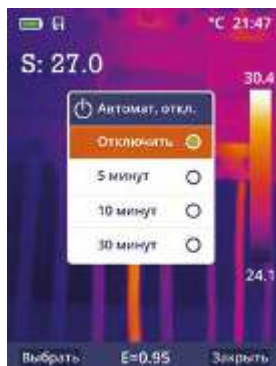 °C 21:47
S: 27.0
30.4
Автомат. откл.
Отключить
5 минут
10 минут
30 минут
24.1
Выбрать E=0.95 Закрыть